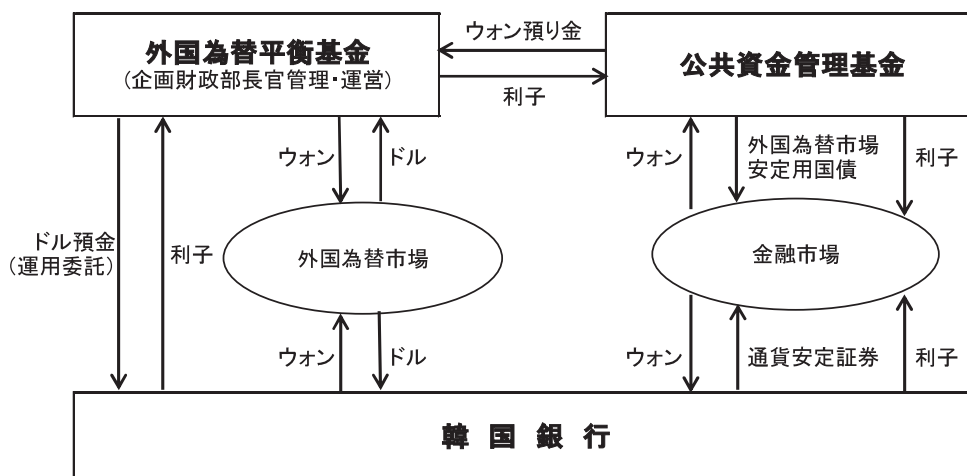 外国為替平衡基金
(企画財政部長官管理・運営)
ウォン預り金
利子
公共資金管理基金
ウォン
ドル
ウォン
外国為替市場
安定用国債
利子
ドル預金
(運用委託)
利子
外国為替市場
金融市場
ウォン
ドル
ウォン
通貨安定証券
利子
韓国銀行